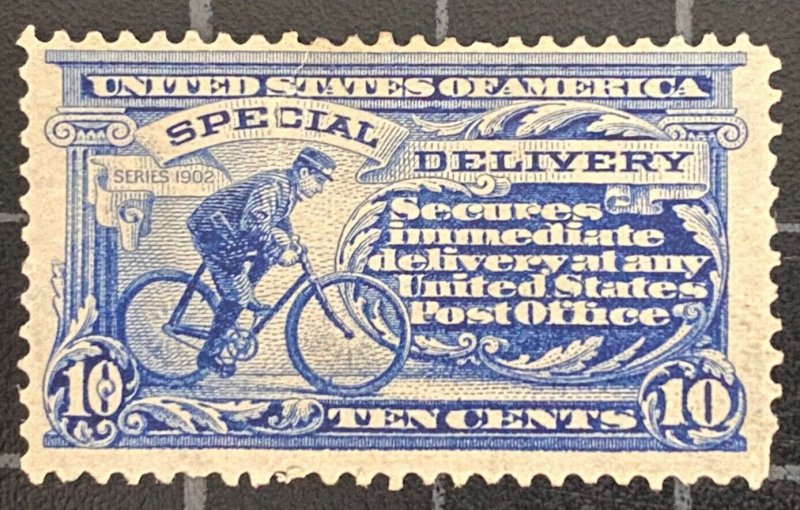 UNITED STATES OF AMERICA
SPECIAL
DELIVERY
SERIES 1902
Secures
immediate
delivery at any
United States
Post Office
10
TEN CENTS
10